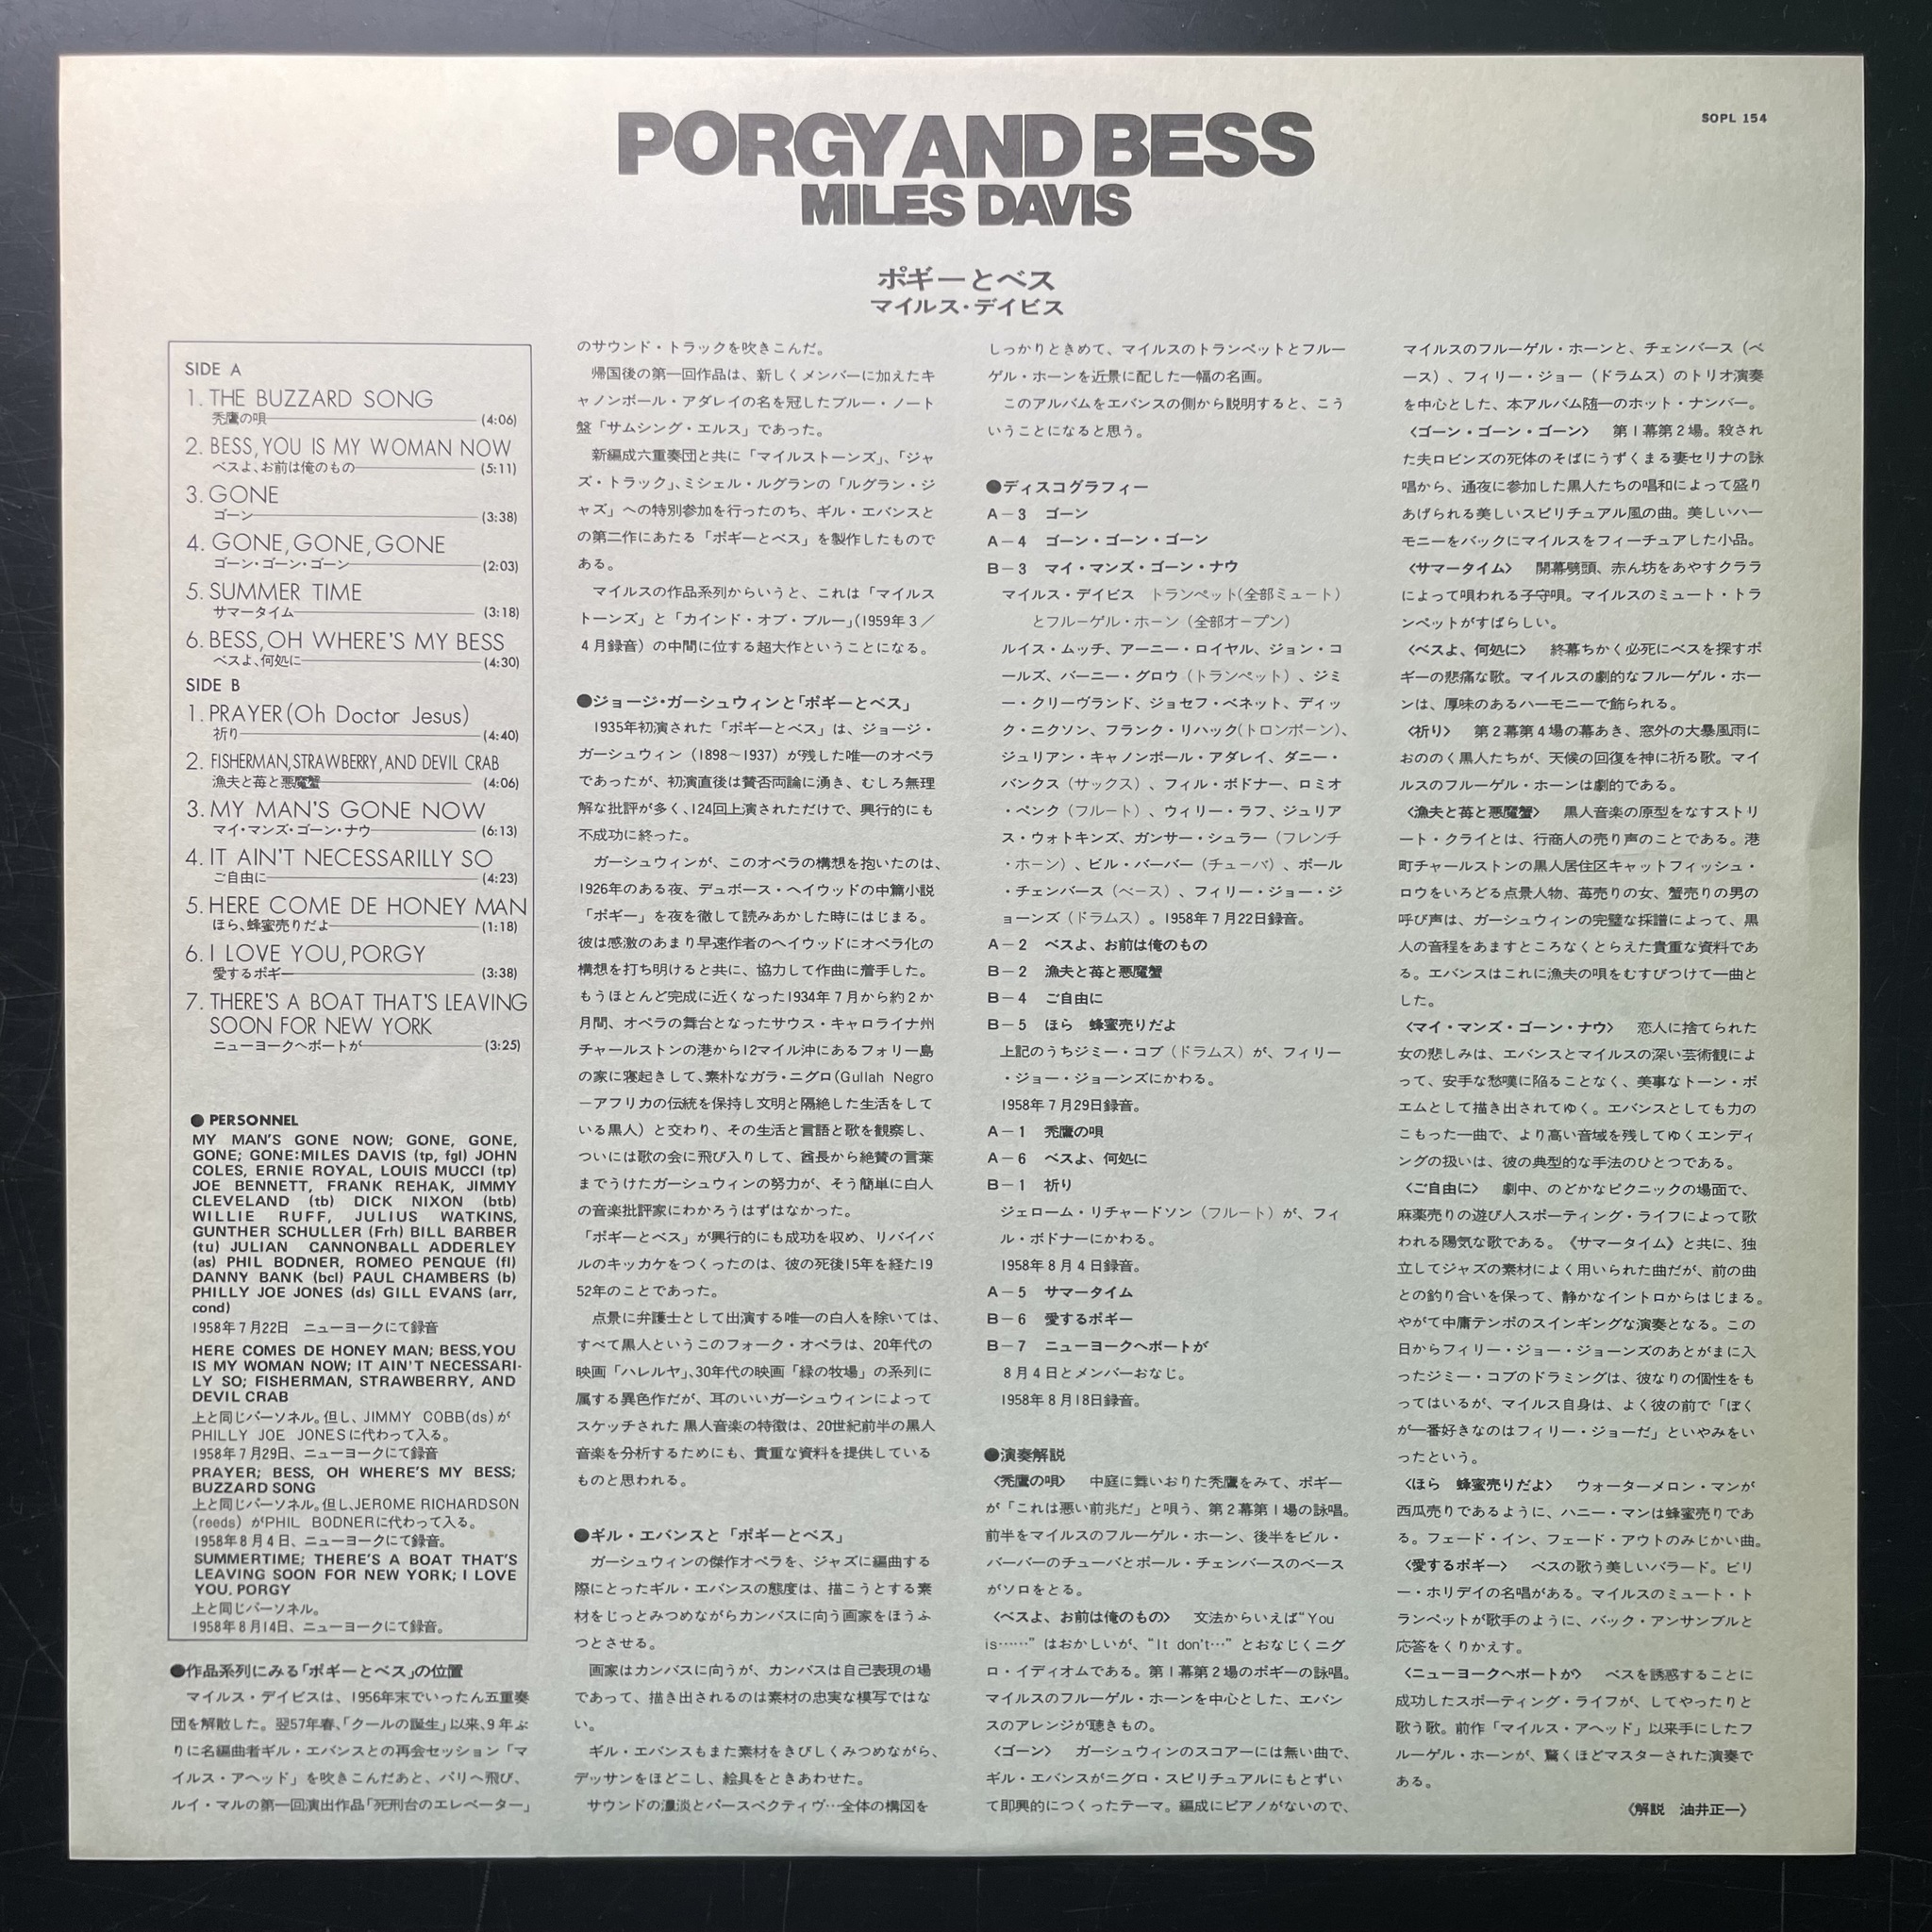 PORGY AND BESS
MILES DAVIS
SOPL 154
ポギーとベス
マイルス・デイビス
SIDE A
1. THE BUZZARD SONG
禿鷹の唄 (4:06)
2. BESS, YOU IS MY WOMAN NOW
ベスよ、お前は俺のもの (5:11)
3. GONE
ゴーン (3:38)
4. GONE, GONE, GONE
ゴーン・ゴーン・ゴーン (2:03)
5. SUMMER TIME
サマータイム (3:18)
6. BESS, OH WHERE'S MY BESS
ベスよ、何処に (4:30)
SIDE B
1. PRAYER (Oh Doctor Jesus)
祈り (4:40)
2. FISHERMAN, STRAWBERRY, AND DEVIL CRAB
漁夫と苺と悪魔蟹 (4:06)
3. MY MAN'S GONE NOW
マイ・マンズ・ゴーン・ナウ (6:13)
4. IT AIN'T NECESSARILLY SO
ご自由に (4:23)
5. HERE COME DE HONEY MAN
ほら、蜂蜜売りだよ (1:18)
6. I LOVE YOU, PORGY
愛するポギー (3:38)
7. THERE'S A BOAT THAT'S LEAVING
SOON FOR NEW YORK
ニューヨークへボートが (3:25)
●PERSONNEL
MY MAN'S GONE NOW; GONE, GONE,
GONE; GONE:MILES DAVIS (tp, fgl) JOHN
COLES, ERNIE ROYAL, LOUIS MUCCI (tp)
JOE BENNETT, FRANK REHAK, JIMMY
CLEVELAND (tb) DICK NIXON (btb)
WILLIE RUFF, JULIUS WATKINS,
GUNTHER SCHULLER (Frh) BILL BARBER
(tu) JULIAN CANNONBALL ADDERLEY
(as) PHIL BODNER, ROMEO PENQUE (fl)
DANNY BANK (bcl) PAUL CHAMBERS (b)
PHILLY JOE JONES (ds) GILL EVANS (arr,
cond)
1958年7月22日 ニューヨークにて録音
HERE COMES DE HONEY MAN; BESS, YOU
IS MY WOMAN NOW; IT AIN'T NECESSARI-
LY SO; FISHERMAN, STRAWBERRY, AND
DEVIL CRAB
上と同じパーソネル。但し、JIMMY COBB(ds)が
PHILLY JOE JONESに代わって入る。
1958年7月29日、ニューヨークにて録音
PRAYER; BESS, OH WHERE'S MY BESS;
BUZZARD SONG
上と同じパーソネル。但し、JEROME RICHARDSON
(reeds) がPHIL BODNERに代わって入る。
1958年8月4日、ニューヨークにて録音。
SUMMERTIME; THERE'S A BOAT THAT'S
LEAVING SOON FOR NEW YORK; I LOVE
YOU. PORGY
上と同じパーソネル。
1958年8月14日、ニューヨークにて録音。
●作品系列にみる「ポギーとベス」の位置
マイルス・デイビスは、1956年末でいったん五重奏
団を解散した。翌57年春、「クールの誕生」以来、9年ぶ
りに名編曲者ギル・エバンスとの再会セッション「マ
イルス・アヘッド」を吹きこんだあと、パリへ飛び、
ルイ・マルの第一回演出作品「死刑台のエレベーター」
のサウンド・トラックを吹きこんだ。
帰国後の第一回作品は、新しくメンバーに加えたキ
ャノンボール・アダレイの名を冠したブルー・ノート
盤「サムシング・エルス」であった。
新編成六重奏団と共に「マイルストーンズ」、「ジャ
ズ・トラック」、ミシェル・ルグランの「ルグラン・ジ
ャズ」への特別参加を行ったのち、ギル・エバンスと
の第二作にあたる「ポギーとベス」を製作したもので
ある。
マイルスの作品系列からいうと、これは「マイルス
トーンズ」と「カインド・オブ・ブルー」(1959年3／
4月録音）の中間に位する超大作ということになる。
●ジョージ・ガーシュウィンと「ポギーとベス」
1935年初演された「ポギーとベス」は、ジョージ・
ガーシュウィン（1898～1937）が残した唯一のオペラ
であったが、初演直後は賛否両論に湧き、むしろ無理
解な批評が多く、124回上演されただけで、興行的にも
不成功に終った。
ガーシュウィンが、このオペラの構想を抱いたのは、
1926年のある夜、デュボース・ヘイウッドの中篇小説
「ポギー」を夜を徹して読みあかした時にはじまる。
彼は感激のあまり早速作者のヘイウッドにオペラ化の
構想を打ち明けると共に、協力して作曲に着手した。
もうほとんど完成に近くなった1934年7月から約2か
月間、オペラの舞台となったサウス・キャロライナ州
チャールストンの港から12マイル沖にあるフォリー島
の家に寝起きして、素朴なガラ・ニグロ(Gullah Negro
―アフリカの伝統を保持し文明と隔絶した生活をして
いる黒人）と交わり、その生活と言語と歌を観察し、
ついには歌の会に飛び入りして、酋長から絶賛の言葉
までうけたガーシュウィンの努力が、そう簡単に白人
の音楽批評家にわかろうはずはなかった。
「ポギーとベス」が興行的にも成功を収め、リバイバ
ルのキッカケをつくったのは、彼の死後15年を経た19
52年のことであった。
点景に弁護士として出演する唯一の白人を除いては、
すべて黒人というこのフォーク・オペラは、20年代の
映画「ハレルヤ」、30年代の映画「緑の牧場」の系列に
属する異色作だが、耳のいいガーシュウィンによって
スケッチされた黒人音楽の特徴は、20世紀前半の黒人
音楽を分析するためにも、貴重な資料を提供している
ものと思われる。
●ギル・エバンスと「ポギーとベス」
ガーシュウィンの傑作オペラを、ジャズに編曲する
際にとったギル・エバンスの態度は、描こうとする素
材をじっとみつめながらカンバスに向う画家をほうふ
つとさせる。
画家はカンバスに向うが、カンバスは自己表現の場
であって、描き出されるのは素材の忠実な模写ではな
い。
ギル・エバンスもまた素材をきびしくみつめながら、
デッサンをほどこし、絵具をときあわせた。
サウンドの濃淡とパースペクティヴ…全体の構図を
しっかりときめて、マイルスのトランペットとフルー
ゲル・ホーンを近景に配した一幅の名画。
このアルバムをエバンスの側から説明すると、こう
いうことになると思う。
●ディスコグラフィー
A－3 ゴーン
A－4 ゴーン・ゴーン・ゴーン
B－3 マイ・マンズ・ゴーン・ナウ
マイルス・デイビス トランペット(全部ミュート)
とフルーゲル・ホーン（全部オープン）
ルイス・ムッチ、アーニー・ロイヤル、ジョン・コ
ールズ、バーニー・グロウ（トランペット）、ジミ
ー・クリーヴランド、ジョセフ・ベネット、ディッ
ク・ニクソン、フランク・リハック(トロンボーン)、
ジュリアン・キャノンボール・アダレイ、ダニー・
バンクス（サックス）、フィル・ボドナー、ロミオ
・ペンク（フルート）、ウィリー・ラフ、ジュリア
ス・ウォトキンズ、ガンサー・シュラー（フレンチ
・ホーン）、ビル・バーバー（チューバ）、ポール
・チェンバース（ベース）、フィリー・ジョー・ジ
ョーンズ（ドラムス）。1958年7月22日録音。
A－2 ベスよ、お前は俺のもの
B－2 漁夫と苺と悪魔蟹
B－4 ご自由に
B－5 ほら 蜂蜜売りだよ
上記のうちジミー・コブ（ドラムス）が、フィリー
・ジョー・ジョーンズにかわる。
1958年7月29日録音。
A－1 禿鷹の唄
A－6 ベスよ、何処に
B－1 祈り
ジェローム・リチャードソン（フルート）が、フィ
ル・ボドナーにかわる。
1958年8月4日録音。
A－5 サマータイム
B－6 愛するポギー
B－7 ニューヨークへボートが
8月4日とメンバーおなじ。
1958年8月18日録音。
●演奏解説
〈禿鷹の唄〉 中庭に舞いおりた禿鷹をみて、ポギー
が「これは悪い前兆だ」と唄う、第2幕第1場の詠唱。
前半をマイルスのフルーゲル・ホーン、後半をビル・
バーバーのチューバとポール・チェンバースのベース
がソロをとる。
〈ベスよ、お前は俺のもの〉 文法からいえば“You
is……” はおかしいが、“It don't…” とおなじくニグ
ロ・イディオムである。第1幕第2場のポギーの詠唱。
マイルスのフルーゲル・ホーンを中心とした、エバン
スのアレンジが聴きもの。
〈ゴーン〉 ガーシュウィンのスコアーには無い曲で、
ギル・エバンスがニグロ・スピリチュアルにもとずい
て即興的につくったテーマ。編成にピアノがないので、
マイルスのフルーゲル・ホーンと、チェンバース（ベ
ース）、フィリー・ジョー（ドラムス）のトリオ演奏
を中心とした、本アルバム随一のホット・ナンバー。
〈ゴーン・ゴーン・ゴーン〉 第1幕第2場。殺され
た夫ロビンズの死体のそばにうずくまる妻セリナの詠
唱から、通夜に参加した黒人たちの唱和によって盛り
あげられる美しいスピリチュアル風の曲。美しいハー
モニーをバックにマイルスをフィーチュアした小品。
〈サマータイム〉 開幕劈頭、赤ん坊をあやすクララ
によって唄われる子守唄。マイルスのミュート・トラ
ンペットがすばらしい。
〈ベスよ、何処に〉 終幕ちかく必死にベスを探すポ
ギーの悲痛な歌。マイルスの劇的なフルーゲル・ホー
ンは、厚味のあるハーモニーで飾られる。
〈祈り〉 第2幕第4場の幕あき、窓外の大暴風雨に
おののく黒人たちが、天候の回復を神に祈る歌。マイ
ルスのフルーゲル・ホーンは劇的である。
〈漁夫と苺と悪魔蟹〉 黒人音楽の原型をなすストリ
ート・クライとは、行商人の売り声のことである。港
町チャールストンの黒人居住区キャットフィッシュ・
ロウをいろどる点景人物、苺売りの女、蟹売りの男の
呼び声は、ガーシュウィンの完璧な採譜によって、黒
人の音程をあますところなくとらえた貴重な資料であ
る。エバンスはこれに漁夫の唄をむすびつけて一曲と
した。
〈マイ・マンズ・ゴーン・ナウ〉 恋人に捨てられた
女の悲しみは、エバンスとマイルスの深い芸術観によ
って、安手な愁嘆に陥ることなく、美事なトーン・ポ
エムとして描き出されてゆく。エバンスとしても力の
こもった一曲で、より高い音域を残してゆくエンディ
ングの扱いは、彼の典型的な手法のひとつである。
〈ご自由に〉 劇中、のどかなピクニックの場面で、
麻薬売りの遊び人スポーティング・ライフによって歌
われる陽気な歌である。《サマータイム》と共に、独
立してジャズの素材によく用いられた曲だが、前の曲
との釣り合いを保って、静かなイントロからはじまる。
やがて中庸テンポのスインギングな演奏となる。この
日からフィリー・ジョー・ジョーンズのあとがまに入
ったジミー・コブのドラミングは、彼なりの個性をも
ってはいるが、マイルス自身は、よく彼の前で「ぼく
が一番好きなのはフィリー・ジョーだ」といやみをい
ったという。
〈ほら 蜂蜜売りだよ〉 ウォーターメロン・マンが
西瓜売りであるように、ハニー・マンは蜂蜜売りであ
る。フェード・イン、フェード・アウトのみじかい曲。
〈愛するポギー〉 ベスの歌う美しいバラード。ビリ
ー・ホリデイの名唱がある。マイルスのミュート・ト
ランペットが歌手のように、バック・アンサンブルと
応答をくりかえす。
〈ニューヨークへボートが〉 ベスを誘惑することに
成功したスポーティング・ライフが、してやったりと
歌う歌。前作「マイルス・アヘッド」以来手にしたフ
ルーゲル・ホーンが、驚くほどマスターされた演奏で
ある。
《解説 油井正一》